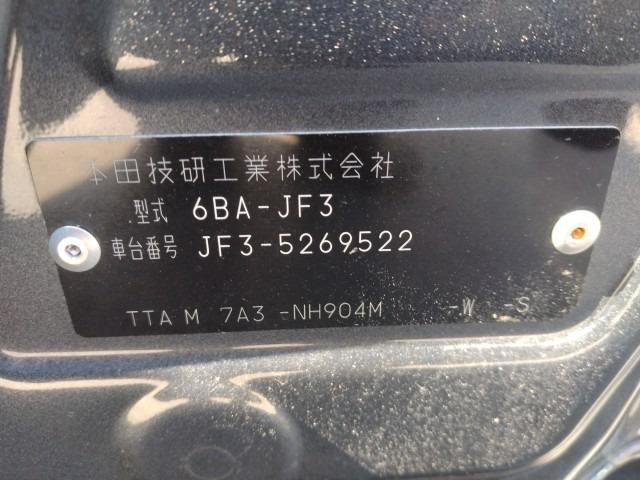 本田技研工業株式会社
型式 6BA-JF3
車台番号 JF3-5269522
TTA M 7A3 -NH904M -W -S